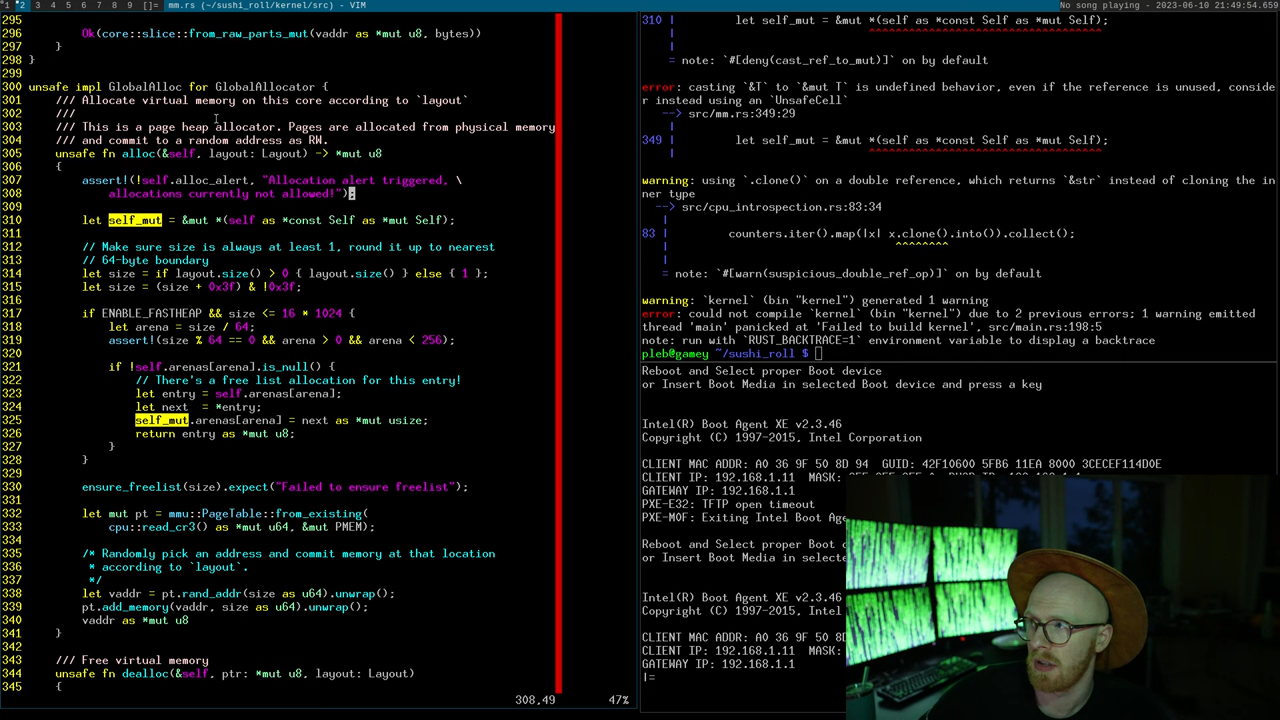 1 2 3 4 5 6 7 8 9 []= mm.rs (~/sushi_roll/kernel/src) - VIM
No song playing - 2023-06-10 21:49:54.659
295
296         Ok(core::slice::from_raw_parts_mut(vaddr as *mut u8, bytes))
297     }
298 }
299
300 unsafe impl GlobalAlloc for GlobalAllocator {
301     /// Allocate virtual memory on this core according to `layout`
302     ///
303     /// This is a page heap allocator. Pages are allocated from physical memory
304     /// and commit to a random address as RW.
305     unsafe fn alloc(&self, layout: Layout) -> *mut u8
306     {
307         assert!(!self.alloc_alert, "Allocation alert triggered, \
308             allocations currently not allowed!");
309
310         let self_mut = &mut *(self as *const Self as *mut Self);
311
312         // Make sure size is always at least 1, round it up to nearest
313         // 64-byte boundary
314         let size = if layout.size() > 0 { layout.size() } else { 1 };
315         let size = (size + 0x3f) & !0x3f;
316
317         if ENABLE_FASTHEAP && size <= 16 * 1024 {
318             let arena = size / 64;
319             assert!(size % 64 == 0 && arena > 0 && arena < 256);
320
321             if !self.arenas[arena].is_null() {
322                 // There's a free list allocation for this entry!
323                 let entry = self.arenas[arena];
324                 let next  = *entry;
325                 self_mut.arenas[arena] = next as *mut usize;
326                 return entry as *mut u8;
327             }
328         }
329
330         ensure_freelist(size).expect("Failed to ensure freelist");
331
332         let mut pt = mmu::PageTable::from_existing(
333             cpu::read_cr3() as *mut u64, &mut PMEM);
334
335         /* Randomly pick an address and commit memory at that location
336          * according to `layout`.
337          */
338         let vaddr = pt.rand_addr(size as u64).unwrap();
339         pt.add_memory(vaddr, size as u64).unwrap();
340         vaddr as *mut u8
341     }
342
343     /// Free virtual memory
344     unsafe fn dealloc(&self, ptr: *mut u8, layout: Layout)
345     {
308,49 47%
310 |         let self_mut = &mut *(self as *const Self as *mut Self);
    |                             ^^^^^^^^^^^^^^^^^^^^^^^^^^^^^^^^^^^
    |
    = note: `#[deny(cast_ref_to_mut)]` on by default

error: casting `&T` to `&mut T` is undefined behavior, even if the reference is unused, conside
r instead using an `UnsafeCell`
  --> src/mm.rs:349:29
    |
349 |         let self_mut = &mut *(self as *const Self as *mut Self);
    |                             ^^^^^^^^^^^^^^^^^^^^^^^^^^^^^^^^^^^

warning: using `.clone()` on a double reference, which returns `&str` instead of cloning the in
ner type
  --> src/cpu_introspection.rs:83:34
   |
83 |         counters.iter().map(|x| x.clone().into()).collect();
   |                                  ^^^^^^^^
   |
   = note: `#[warn(suspicious_double_ref_op)]` on by default

warning: `kernel` (bin "kernel") generated 1 warning
error: could not compile `kernel` (bin "kernel") due to 2 previous errors; 1 warning emitted
thread 'main' panicked at 'Failed to build kernel', src/main.rs:198:5
note: run with `RUST_BACKTRACE=1` environment variable to display a backtrace
pleb@gamey ~/sushi_roll $
Reboot and Select proper Boot device
or Insert Boot Media in selected Boot device and press a key

Intel(R) Boot Agent XE v2.3.46
Copyright (C) 1997-2015, Intel Corporation

CLIENT MAC ADDR: A0 36 9F 50 8D 94  GUID: 42F10600 5FB6 11EA 8000 3CECEF114D0E
CLIENT IP: 192.168.1.11  MASK:
GATEWAY IP: 192.168.1.1
PXE-E32: TFTP open timeout
PXE-M0F: Exiting Intel Boot Age

Reboot and Select proper Boot
or Insert Boot Media in selecte

Intel(R) Boot Agent XE v2.3.46
Copyright (C) 1997-2015, Intel

CLIENT MAC ADDR: A0 36 9F 50 8D
CLIENT IP: 192.168.1.11  MASK:
GATEWAY IP: 192.168.1.1
|=